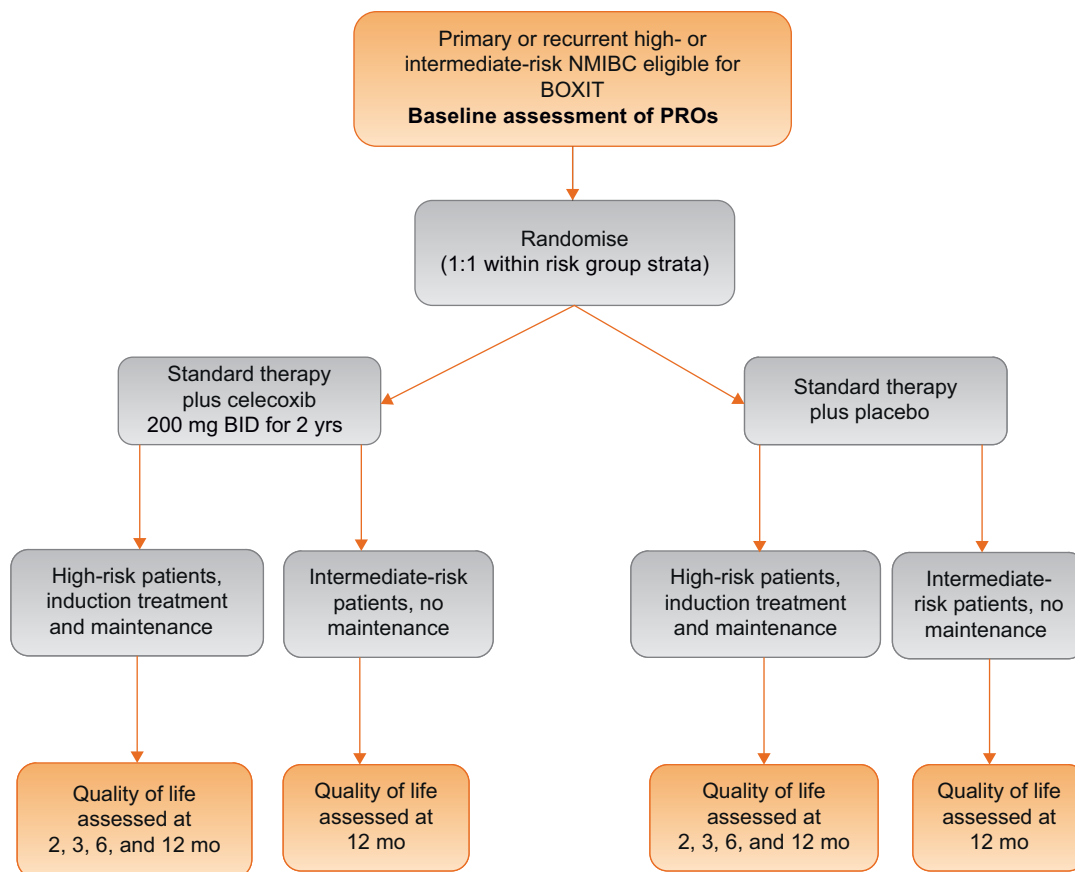 Primary or recurrent high- or
intermediate-risk NMIBC eligible for
BOXIT
Baseline assessment of PROs
Randomise
(1:1 within risk group strata)
Standard therapy
plus celecoxib
200 mg BID for 2 yrs
Standard therapy
plus placebo
High-risk patients,
induction treatment
and maintenance
Intermediate-risk
patients, no
maintenance
High-risk patients,
induction treatment
and maintenance
Intermediate-
risk patients, no
maintenance
Quality of life
assessed at
2, 3, 6, and 12 mo
Quality of life
assessed at
12 mo
Quality of life
assessed at
2, 3, 6, and 12 mo
Quality of life
assessed at
12 mo